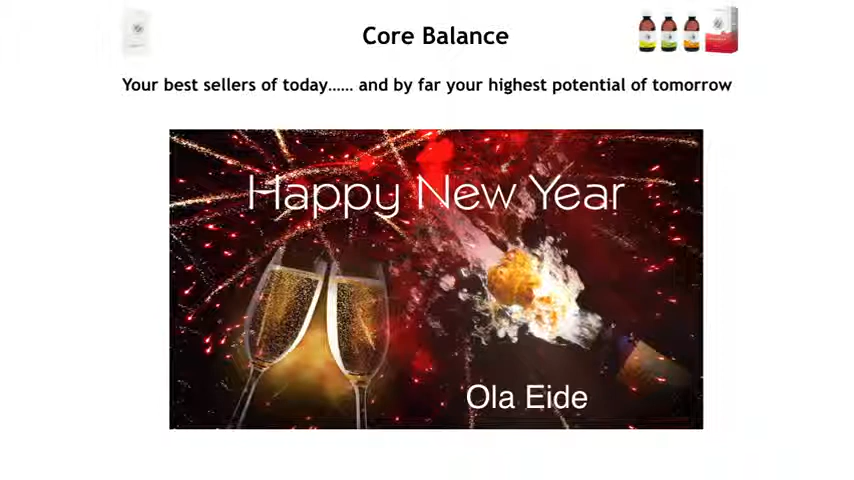 Core Balance
Your best sellers of today...... and by far your highest potential of tomorrow
Happy New Year
Ola Eide